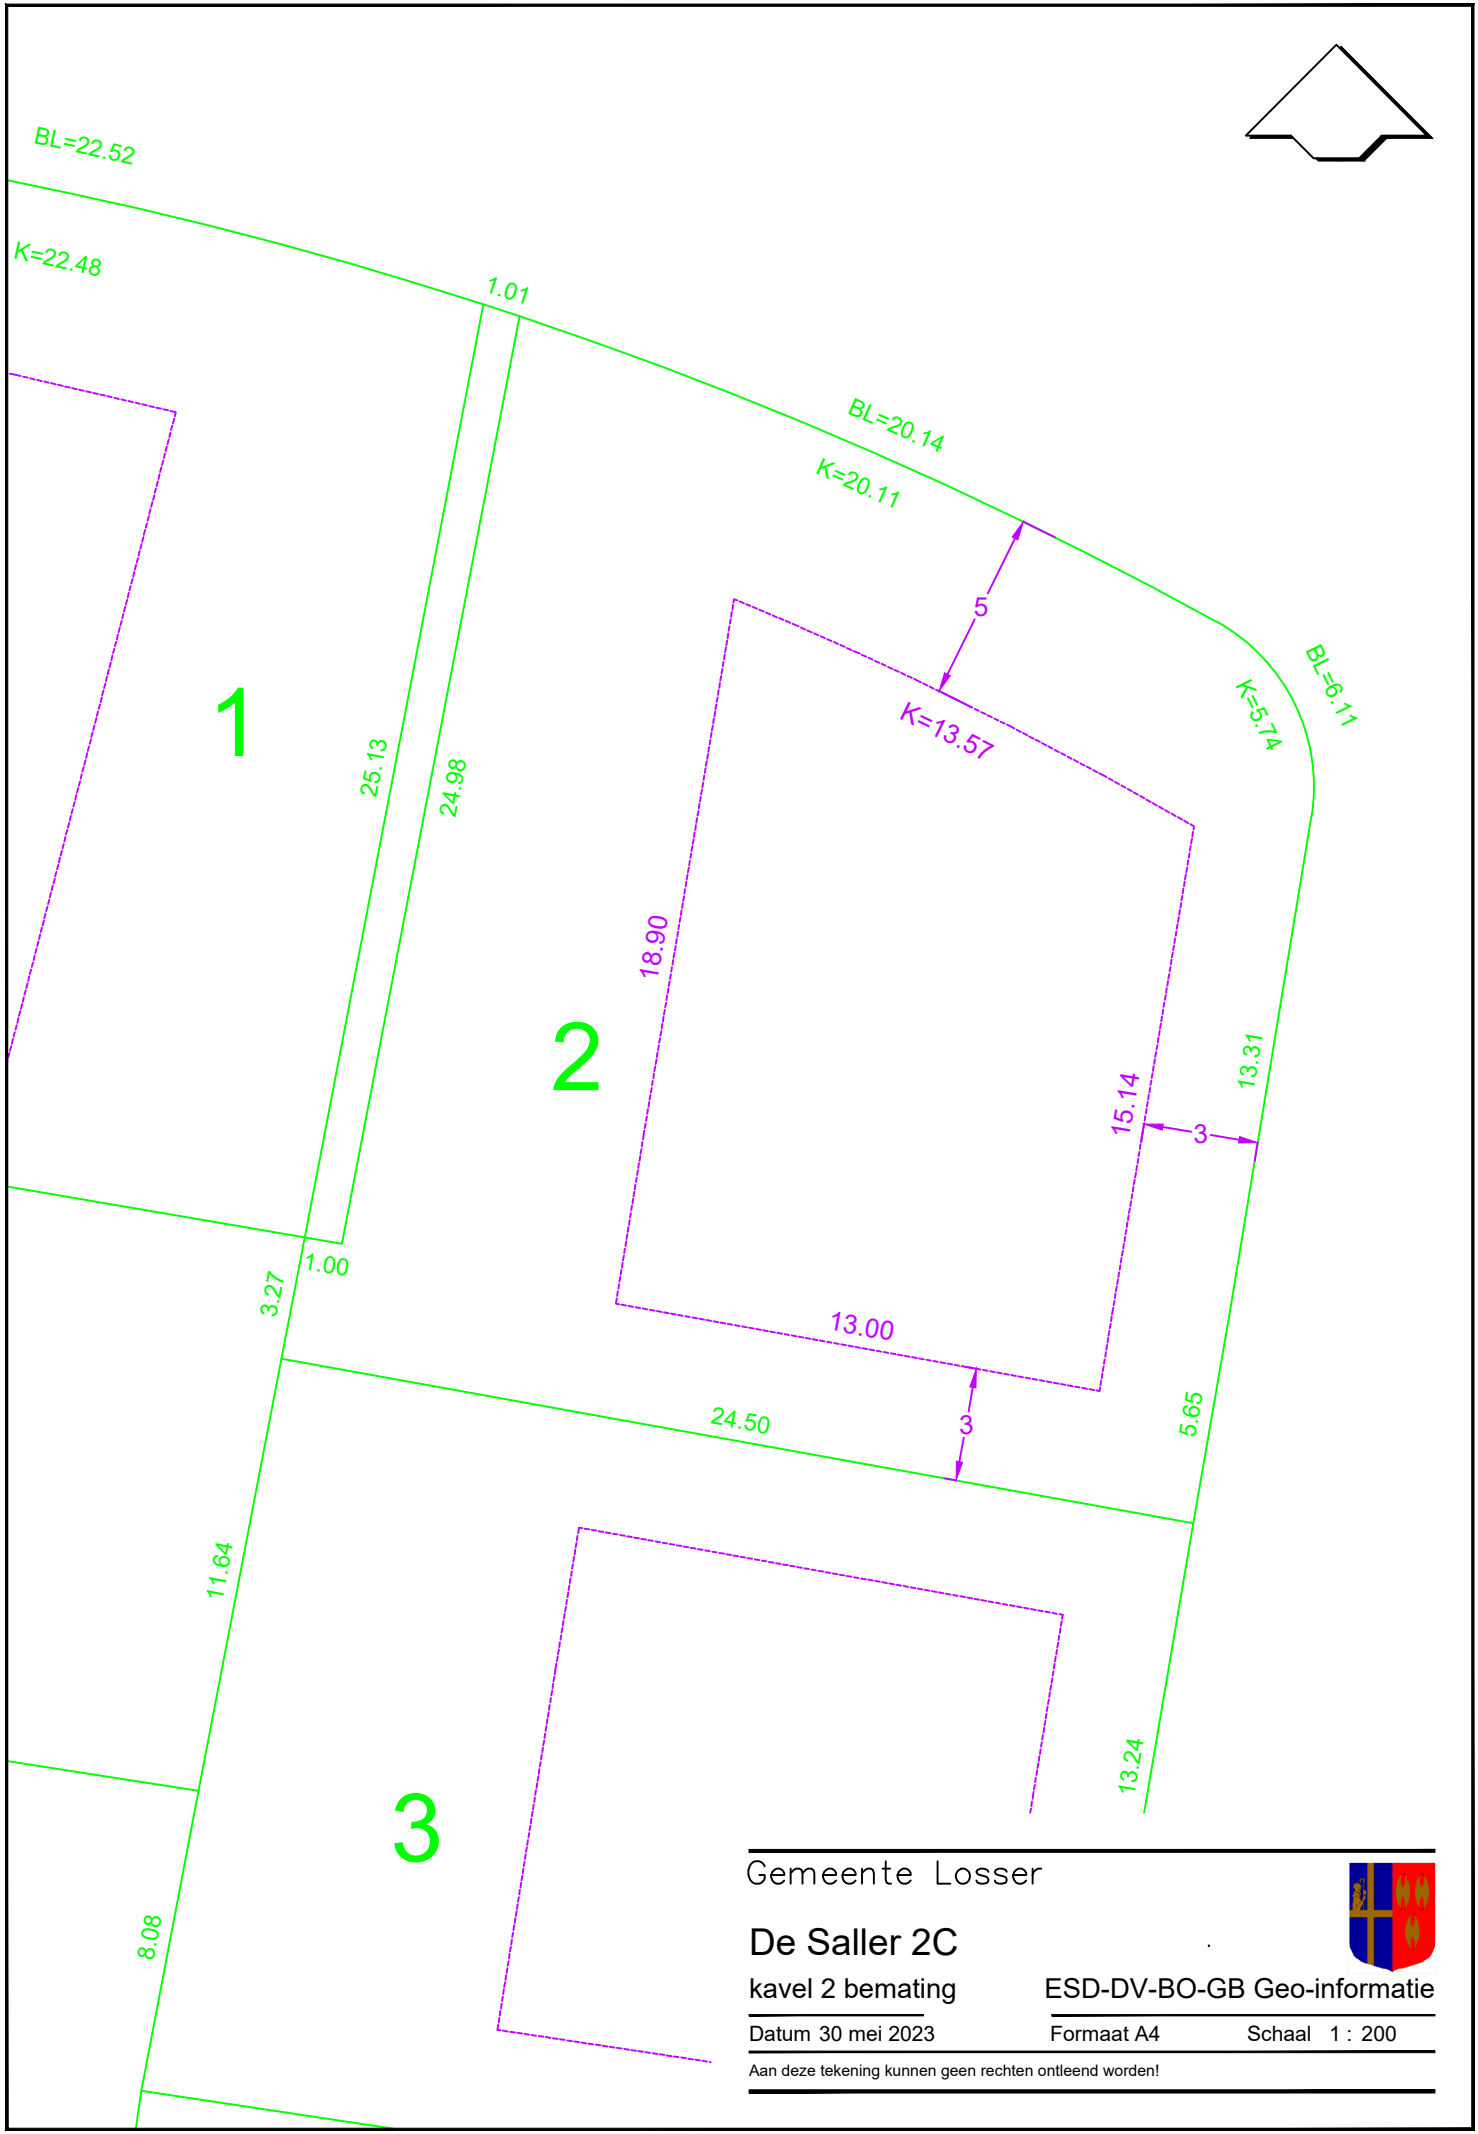 BL=22.52
K=22.48
1.01
BL=20.14
K=20.11
5
BL=6.11
K=5.74
K=13.57
1
25.13
24.98
18.90
2
13.31
15.14
3
1.00
3.27
13.00
24.50
3
5.65
11.64
13.24
3
8.08
Gemeente Losser
De Saller 2C
kavel 2 bemating ESD-DV-BO-GB Geo-informatie
Datum 30 mei 2023 Formaat A4 Schaal 1 : 200
Aan deze tekening kunnen geen rechten ontleend worden!